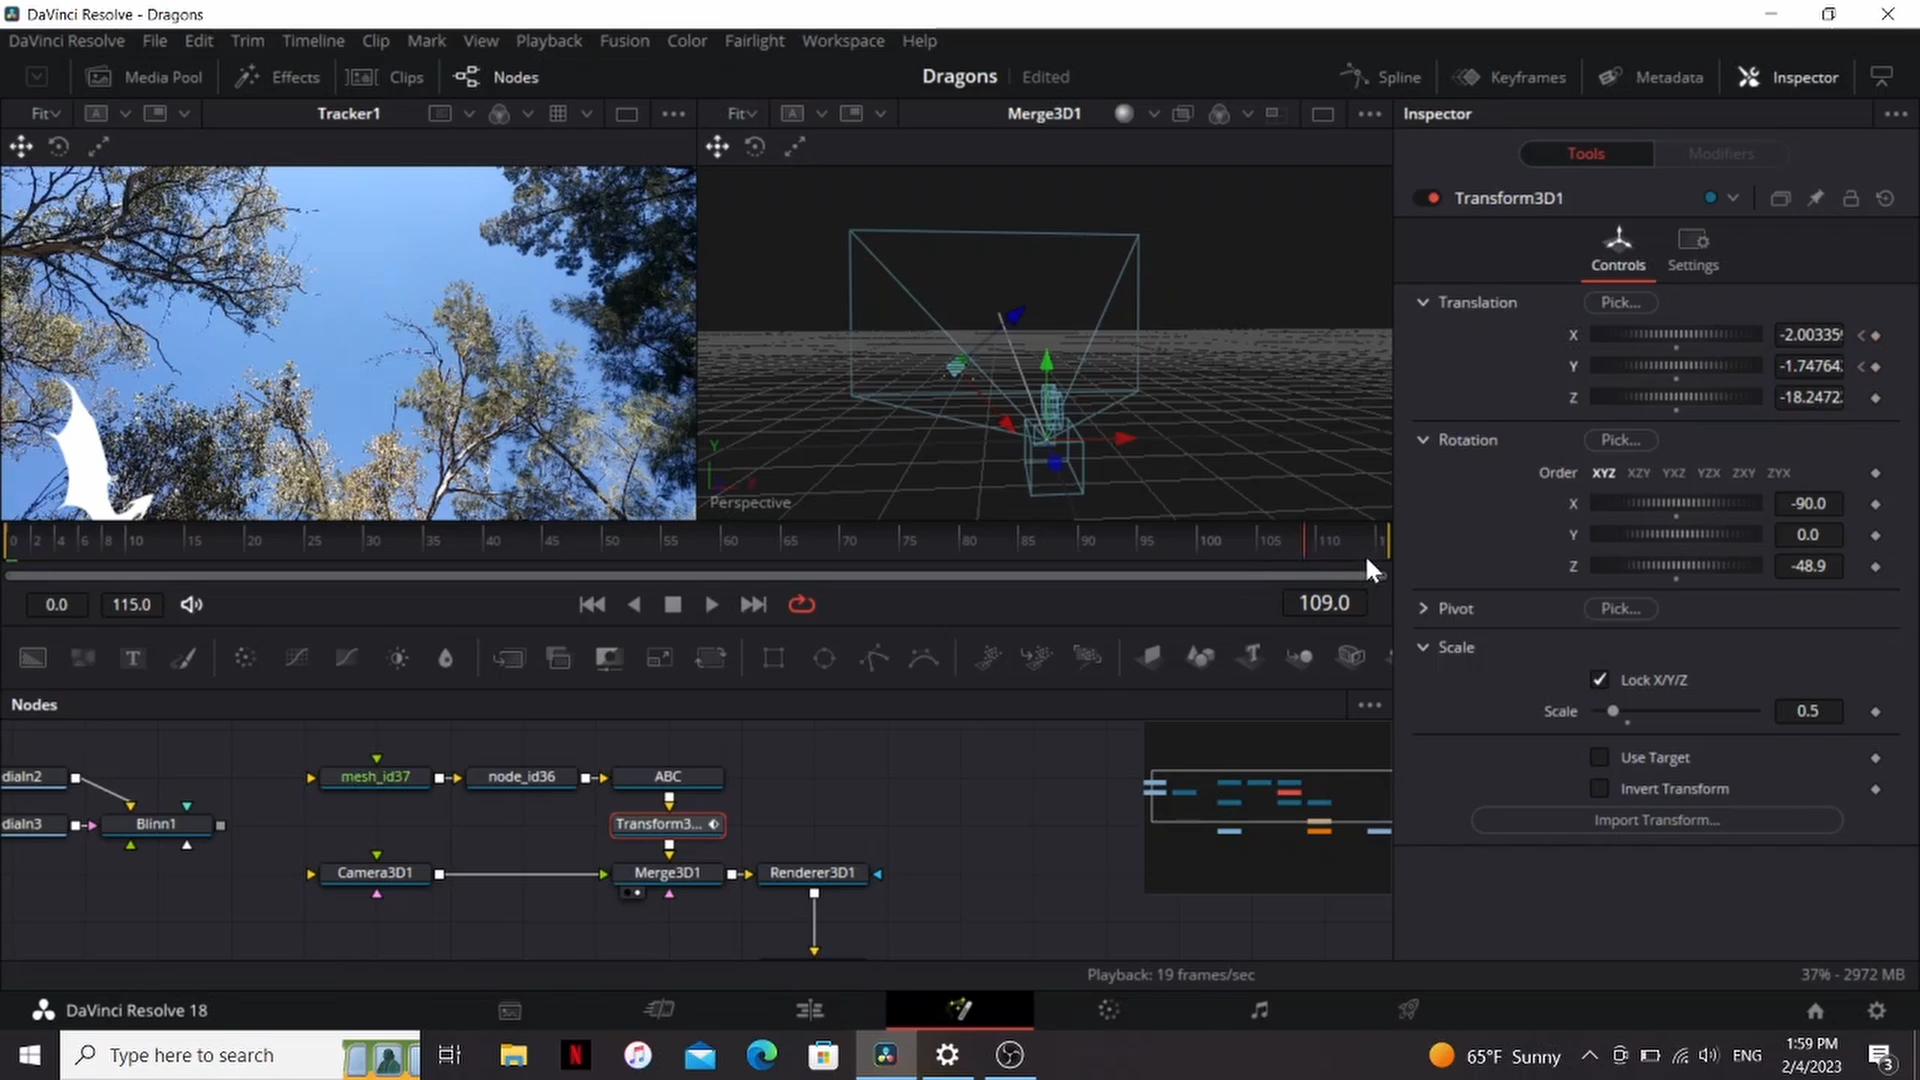 DaVinci Resolve - Dragons
DaVinci Resolve File Edit Trim Timeline Clip Mark View Playback Fusion Color Fairlight Workspace Help
Media Pool Effects Clips Nodes Dragons Edited Spline Keyframes Metadata Inspector
Fit A Tracker1 Fit A Merge3D1 Inspector
Tools Modifiers
Transform3D1
Controls Settings
Translation Pick...
X -2.00335
Y -1.74764
Z -18.2472
Rotation Pick...
Order XYZ XZY YXZ YZX ZXY ZYX
X -90.0
Y 0.0
Z -48.9
Pivot Pick...
Scale
Lock X/Y/Z
Scale 0.5
Use Target
Invert Transform
Import Transform...
Y
Perspective
0 2 4 6 8 10 15 20 25 30 35 40 45 50 55 60 65 70 75 80 85 90 95 100 105 110 1
0.0 115.0 109.0
T T
Nodes
diaIn2 mesh_id37 node_id36 ABC
diaIn3 Blinn1 Transform3...
Camera3D1 Merge3D1 Renderer3D1
Playback: 19 frames/sec 37% - 2972 MB
DaVinci Resolve 18
Type here to search N 65°F Sunny ENG 1:59 PM
2/4/2023 3